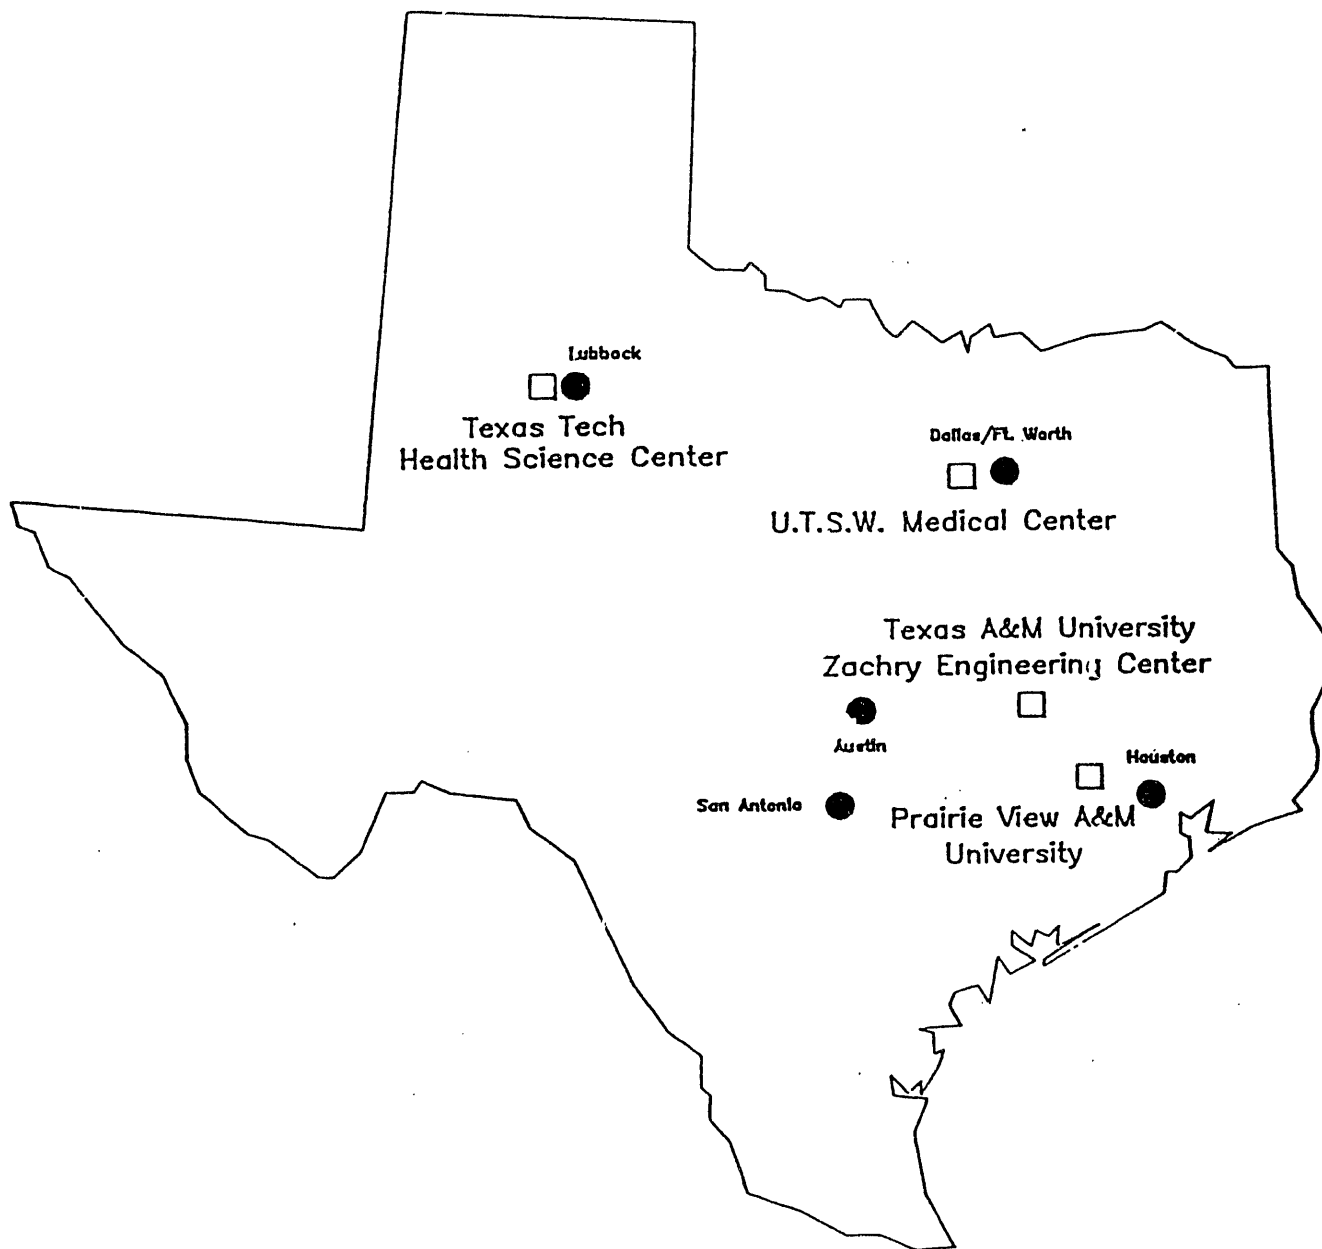 Lubbock
Texas Tech
Health Science Center
Dallas/Ft. Worth
U.T.S.W. Medical Center
Texas A&M University
Zachry Engineering Center
Austin
Houston
San Antonio
Prairie View A&M
University